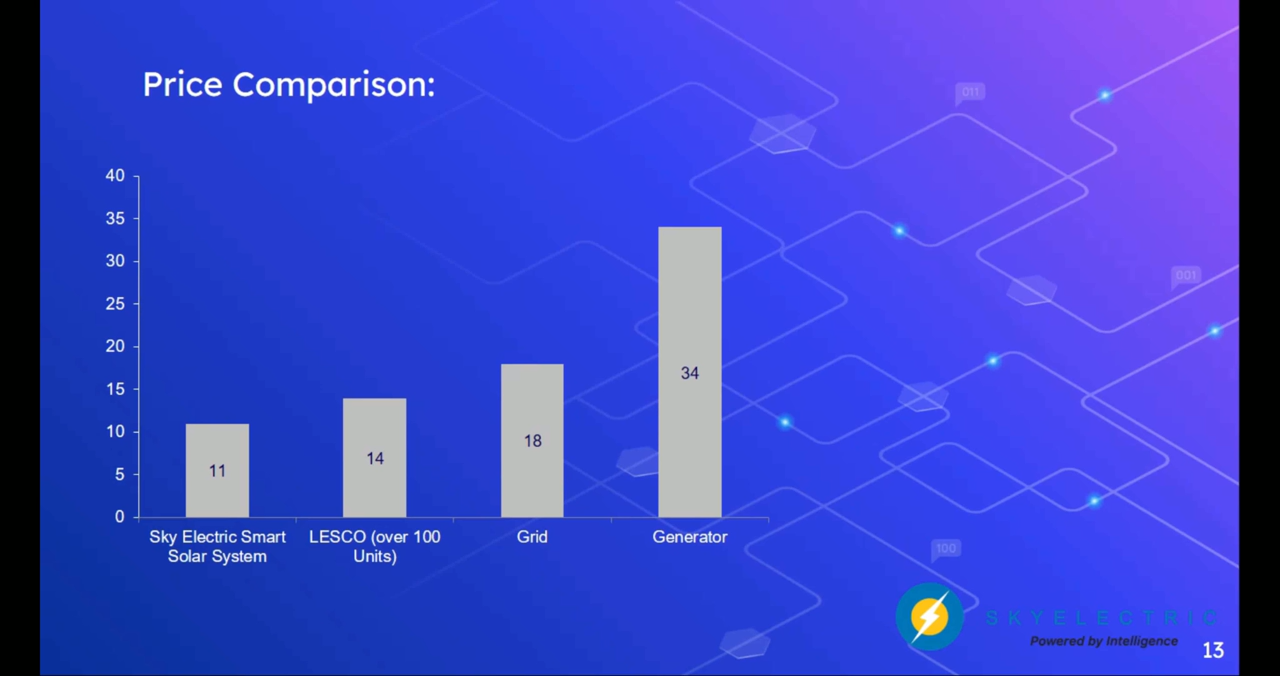 Price Comparison:
011
40
35
30
25
20
15
10
5
0
001
11
14
18
34
Sky Electric Smart
Solar System
LESCO (over 100
Units)
Grid
Generator
100
SKYELECTRIC
Powered by Intelligence
13